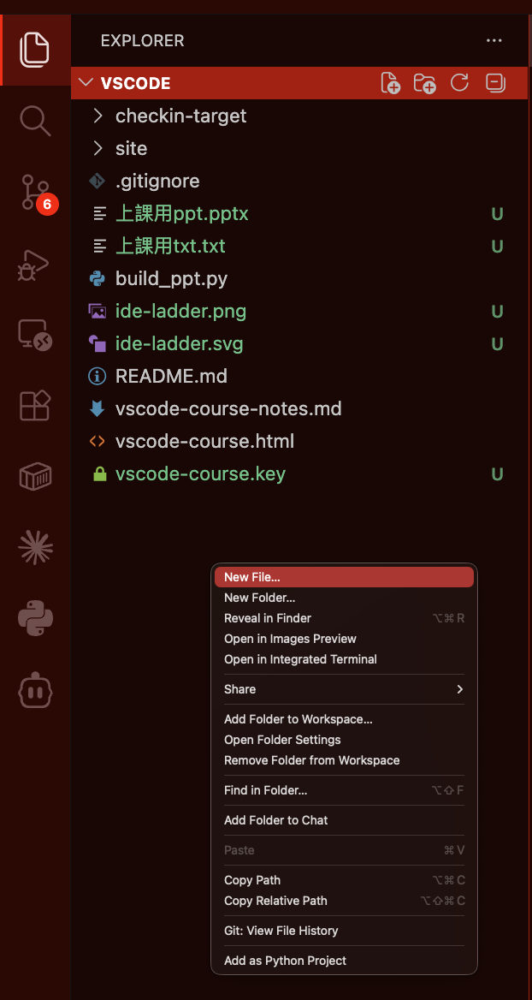 EXPLORER
VSCODE
checkin-target
site
.gitignore
上課用ppt.pptx U
上課用txt.txt U
build_ppt.py
ide-ladder.png U
ide-ladder.svg U
README.md
vscode-course-notes.md
vscode-course.html
vscode-course.key U
6
New File...
New Folder...
Reveal in Finder ⌥⌘R
Open in Images Preview
Open in Integrated Terminal
Share
Add Folder to Workspace...
Open Folder Settings
Remove Folder from Workspace
Find in Folder... ⌥⇧F
Add Folder to Chat
Paste ⌘V
Copy Path ⌥⌘C
Copy Relative Path ⌥⇧⌘C
Git: View File History
Add as Python Project